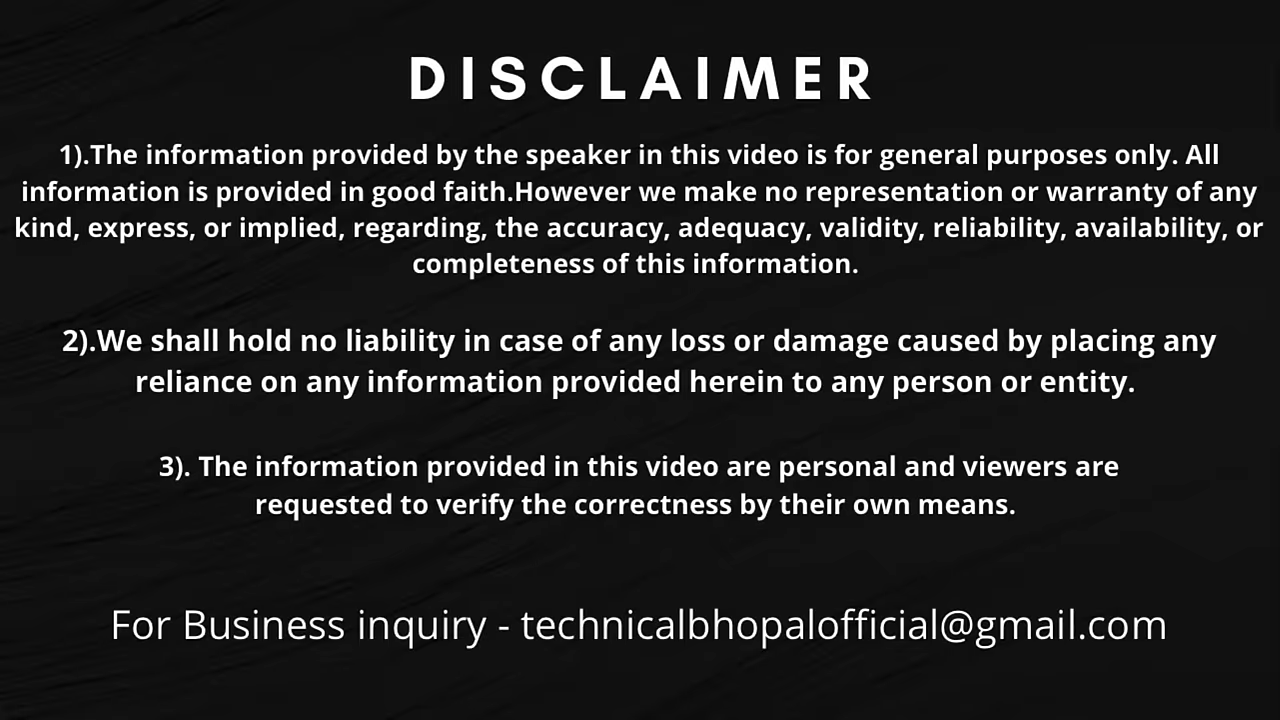 DISCLAIMER
1).The information provided by the speaker in this video is for general purposes only. All
information is provided in good faith.However we make no representation or warranty of any
kind, express, or implied, regarding, the accuracy, adequacy, validity, reliability, availability, or
completeness of this information.
2).We shall hold no liability in case of any loss or damage caused by placing any
reliance on any information provided herein to any person or entity.
3). The information provided in this video are personal and viewers are
requested to verify the correctness by their own means.
For Business inquiry - technicalbhopalofficial@gmail.com